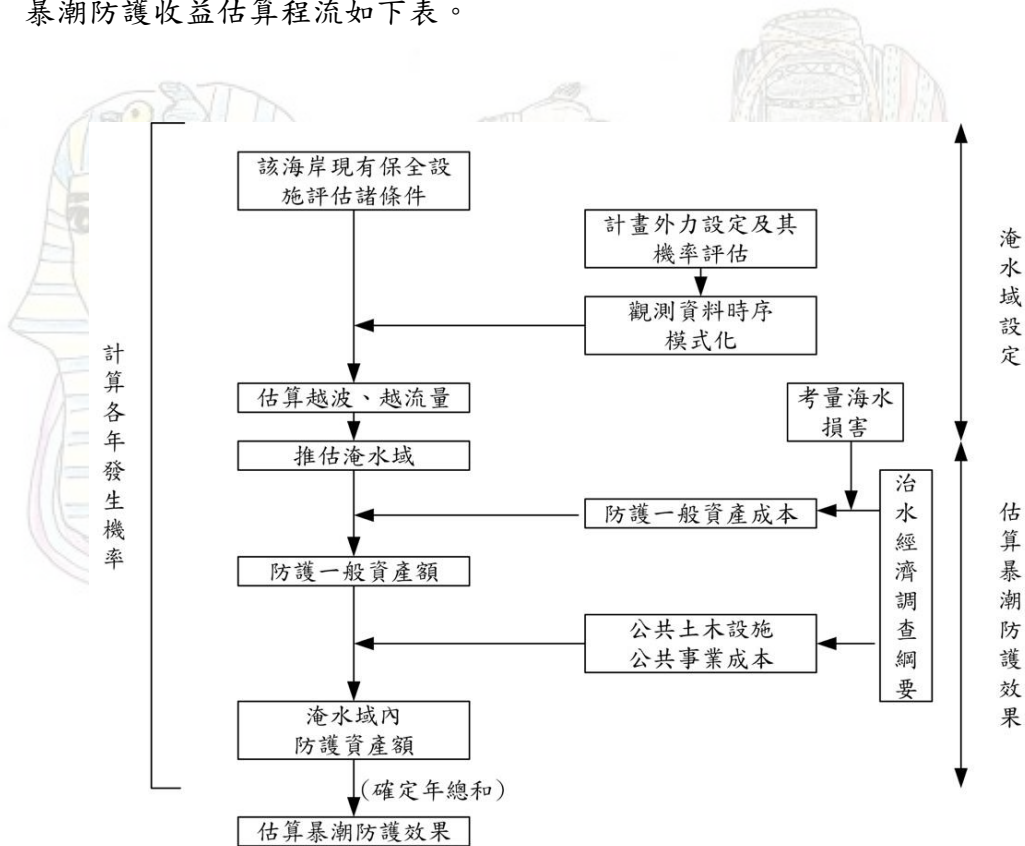 暴潮防護收益估算程流如下表。
該海岸現有保全設
施評估諸條件
計畫外力設定及其
機率評估
觀測資料時序
模式化
淹水域設定
計算各年發生機率
估算越波、越流量
考量海水
損害
推估淹水域
治水經濟調查綱要
防護一般資產成本
估算暴潮防護效果
防護一般資產額
公共土木設施
公共事業成本
淹水域內
防護資產額
(確定年總和)
估算暴潮防護效果